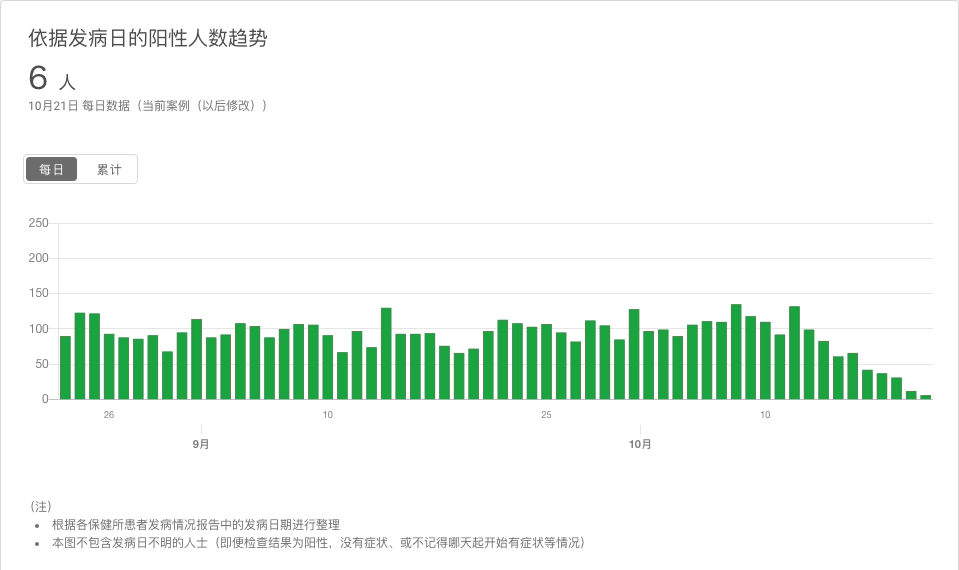 依据发病日的阳性人数趋势
6 人
10月21日 每日数据（当前案例（以后修改））
每日 累计
250
200
150
100
50
0
26 10 25 10
9月 10月
(注)
• 根据各保健所患者发病情况报告中的发病日期进行整理
• 本图不包含发病日不明的人士（即便检查结果为阳性，没有症状、或不记得哪天起开始有症状等情况）